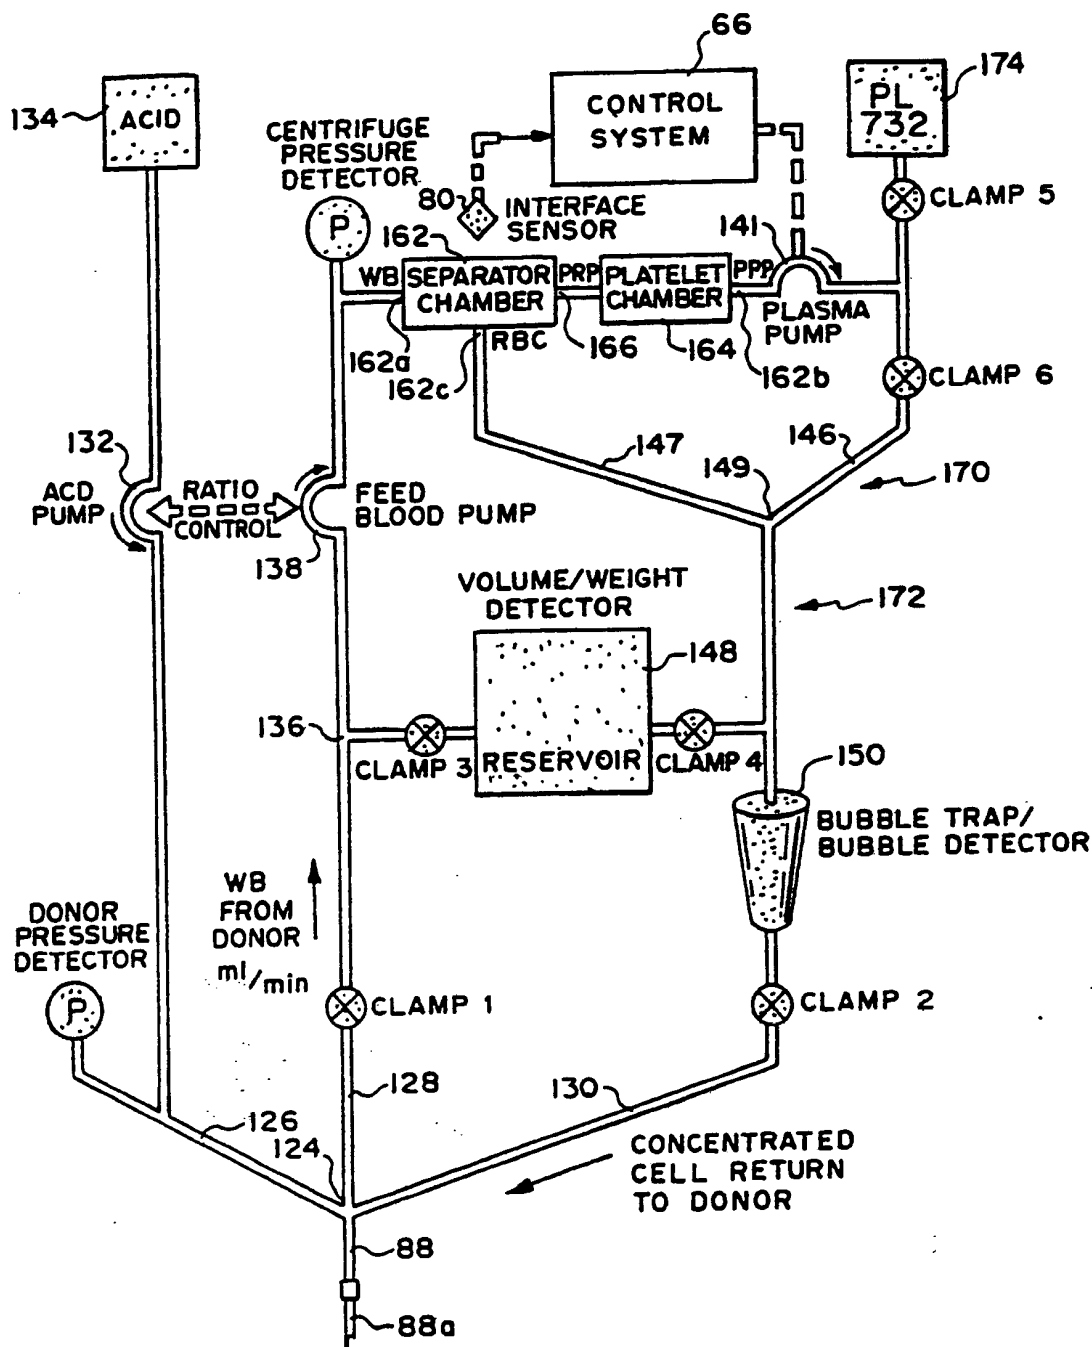 66
174
134
ACID
CONTROL
SYSTEM
PL
732
CENTRIFUGE
PRESSURE
DETECTOR
P
80
INTERFACE
SENSOR
CLAMP 5
162
141
WB
SEPARATOR
CHAMBER
PRP
PLATELET
CHAMBER
PPP
PLASMA
PUMP
162a
RBC
162c
166
164
162b
CLAMP 6
132
147
149
146
170
ACD
PUMP
RATIO
CONTROL
FEED
BLOOD PUMP
138
VOLUME/WEIGHT
DETECTOR
172
148
136
CLAMP 3
RESERVOIR
CLAMP 4
150
BUBBLE TRAP/
BUBBLE DETECTOR
WB
FROM
DONOR
ml/min
DONOR
PRESSURE
DETECTOR
P
CLAMP 1
CLAMP 2
128
130
126
124
CONCENTRATED
CELL RETURN
TO DONOR
88
88a